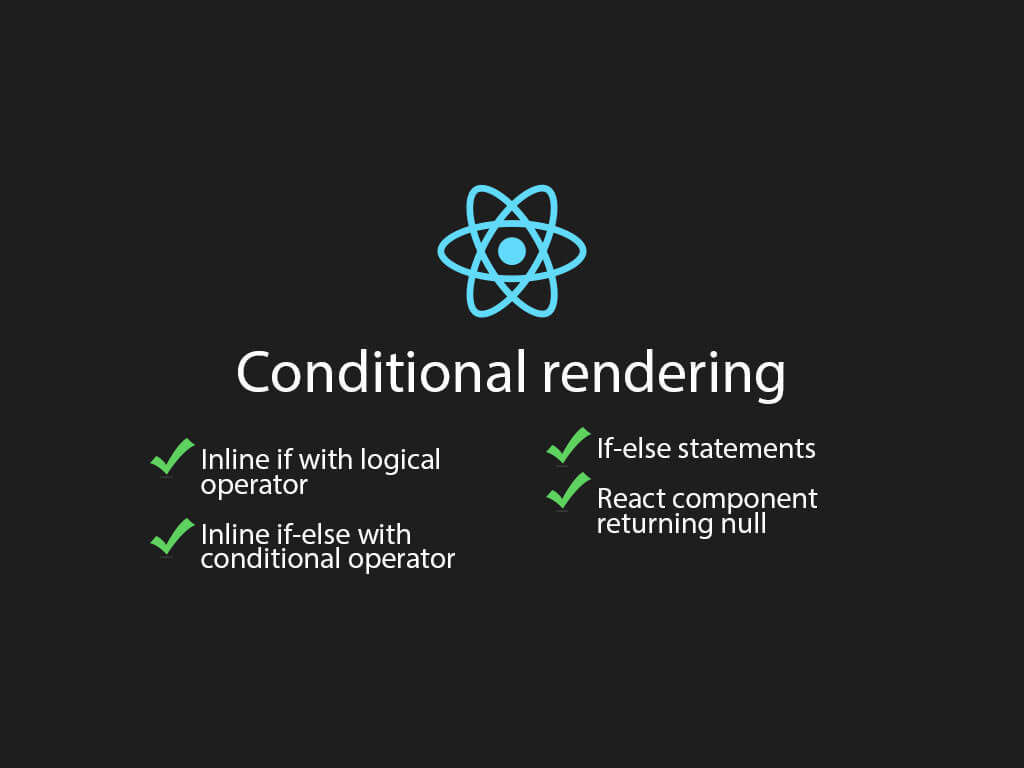 Conditional rendering
Inline if with logical
operator
Inline if-else with
conditional operator
If-else statements
React component
returning null